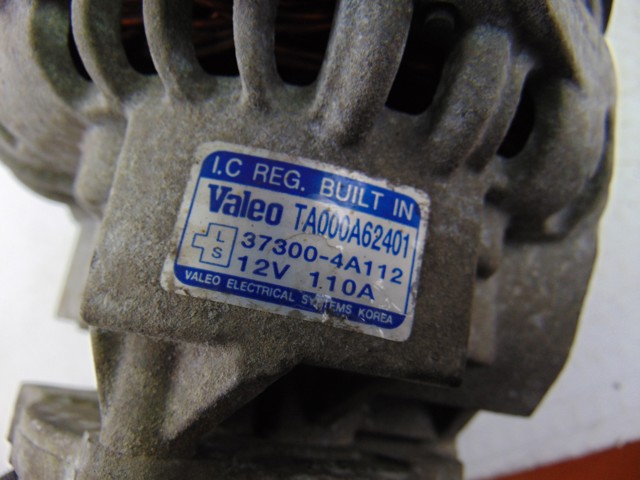 I.C REG. BUILT IN
Valeo TA000A62401
L 37300-4A112
S 12V 110A
VALEO ELECTRICAL SYSTEMS KOREA